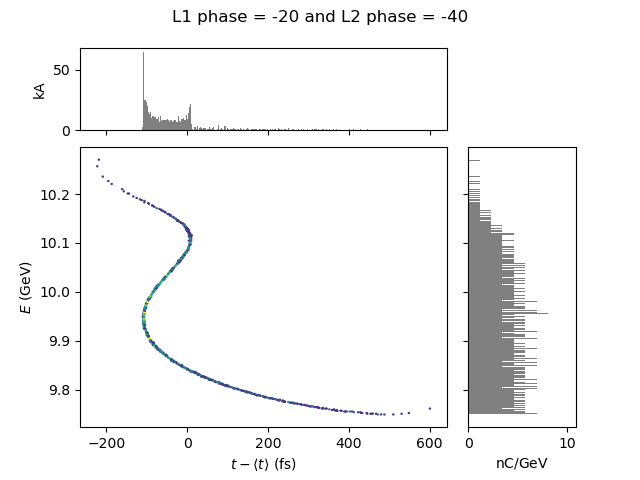 L1 phase = -20 and L2 phase = -40
50
0
kA
10.2
10.1
10.0
9.9
9.8
E (GeV)
−200 0 200 400 600
t − ⟨t⟩ (fs)
0 10
nC/GeV